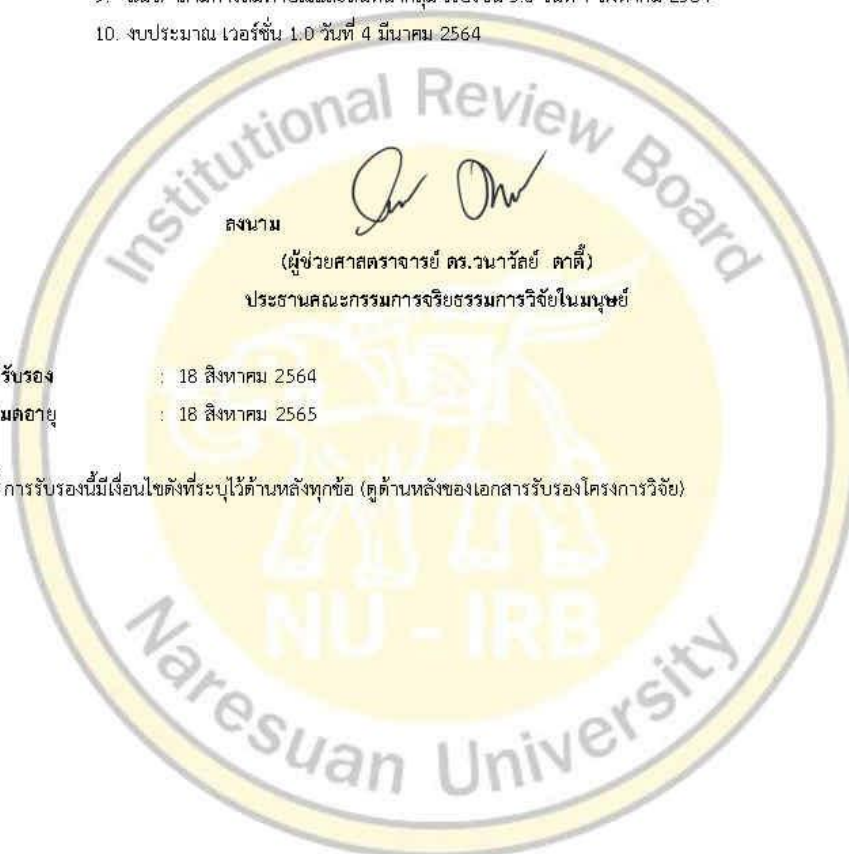 10. งบประมาณ เวอร์ชั่น 1.0 วันที่ 4 มีนาคม 2564
Institutional Review Board
ลงนาม
(ผู้ช่วยศาสตราจารย์ ดร.วนาวัลย์ ดาตี้)
ประธานคณะกรรมการจริยธรรมการวิจัยในมนุษย์
รับรอง : 18 สิงหาคม 2564
มดอายุ : 18 สิงหาคม 2565
การรับรองนี้มีเงื่อนไขดังที่ระบุไว้ด้านหลังทุกข้อ (ดูด้านหลังของเอกสารรับรองโครงการวิจัย)
NU - IRB
Naresuan University